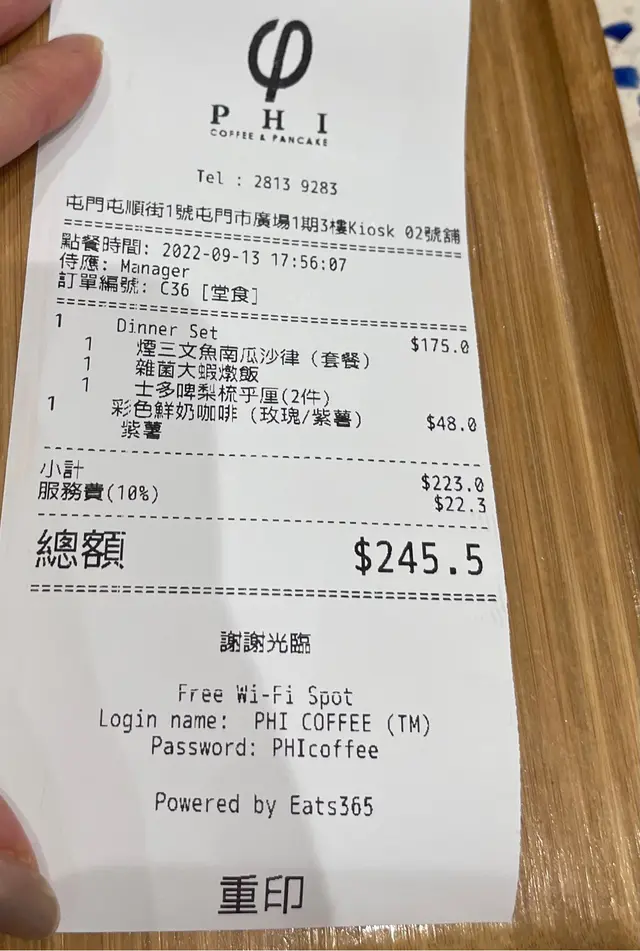 φ
PHI
COFFEE & PANCAKE
Tel : 2813 9283
屯門屯順街1號屯門市廣場1期3樓Kiosk 02號舖
點餐時間: 2022-09-13 17:56:07
侍應: Manager
訂單編號: C36 [堂食]
1 Dinner Set $175.0
1 煙三文魚南瓜沙律 (套餐)
1 雜菌大蝦燉飯
1 士多啤梨梳乎厘(2件)
1 彩色鮮奶咖啡 (玫瑰/紫薯) $48.0
紫薯
小計 $223.0
服務費(10%) $22.3
總額 $245.5
謝謝光臨
Free Wi-Fi Spot
Login name: PHI COFFEE (TM)
Password: PHIcoffee
Powered by Eats365
重印